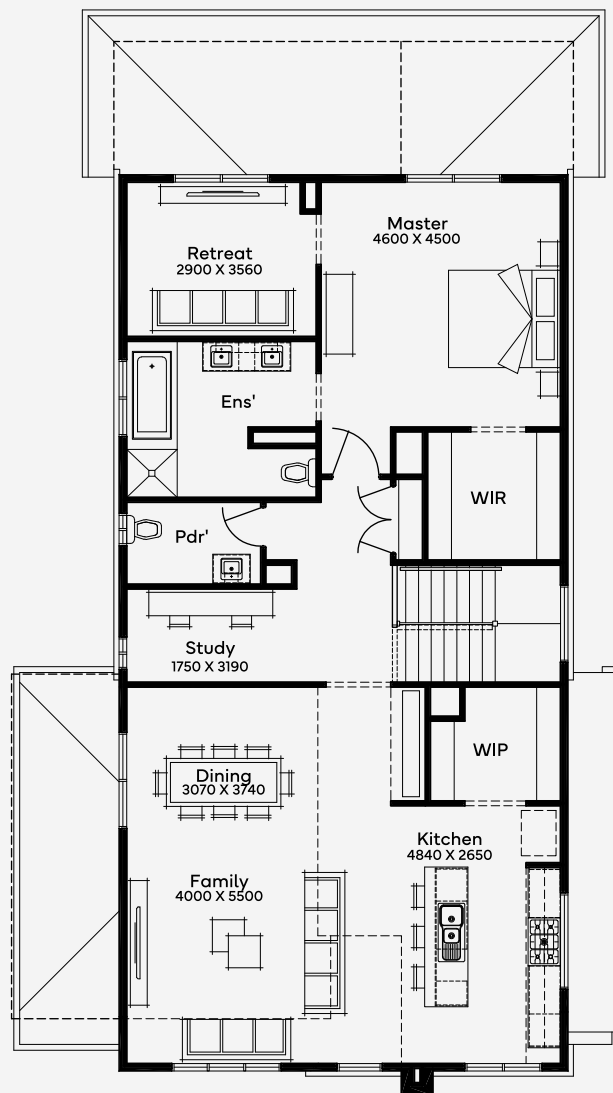 Master
4600 X 4500
Retreat
2900 X 3560
Ens'
WIR
Pdr'
Study
1750 X 3190
WIP
Dining
3070 X 3740
Kitchen
4840 X 2650
Family
4000 X 5500